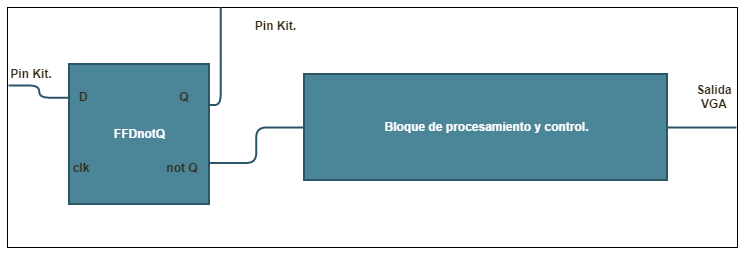 Pin Kit.
Pin Kit.
D
Q
FFDnotQ
clk
not Q
Bloque de procesamiento y control.
Salida
VGA